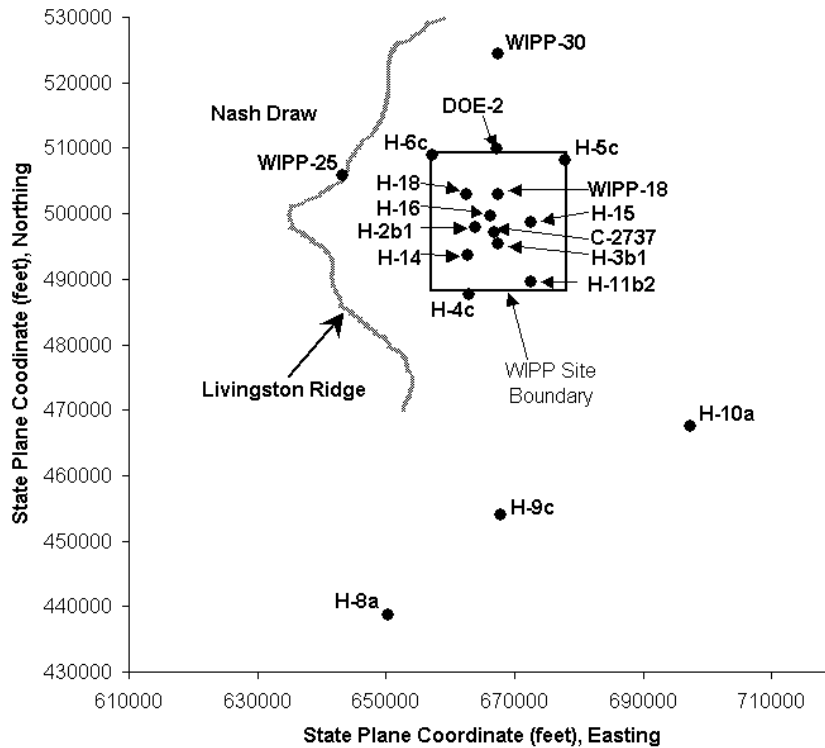 530000
WIPP-30
520000
Nash Draw
DOE-2
510000
H-6c
H-5c
WIPP-25
H-18
WIPP-18
500000
H-16
H-15
H-2b1
C-2737
H-14
H-3b1
490000
H-11b2
H-4c
480000
WIPP Site
Boundary
Livingston Ridge
470000
H-10a
460000
H-9c
450000
H-8a
440000
430000
610000
630000
650000
670000
690000
710000
State Plane Coordinate (feet), Easting
State Plane Coodinate (feet), Northing